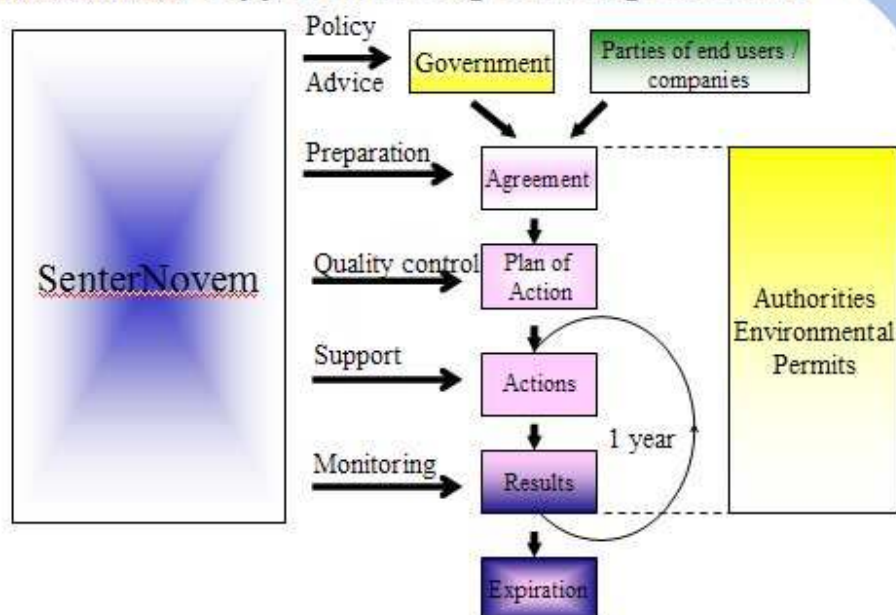 Policy
Advice
Government
Parties of end users /
companies
Preparation
Agreement
SenterNovem
Quality control
Plan of
Action
Authorities
Environmental
Permits
Support
Actions
1 year
Monitoring
Results
Expiration